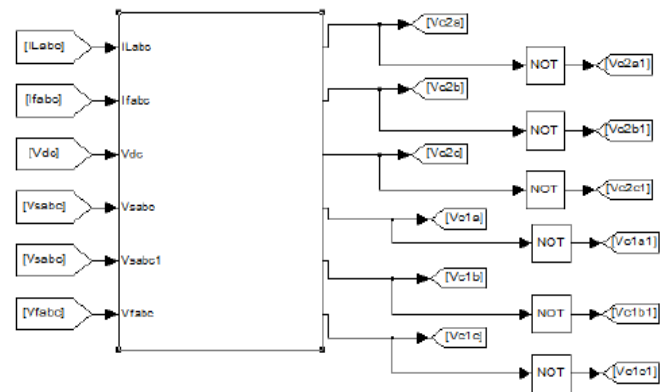 [Vc2a]
[ILabc] ILabc
NOT [Vc2a1]
[Ifabc] Ifabc [Vc2b]
NOT [Vc2b1]
[Vdc] Vdc [Vc2c]
NOT [Vc2c1]
[Vsabc] Vsabc [Vc1a]
NOT [Vc1a1]
[Vsabc] Vsabc1 [Vc1b]
[Vfabc] Vfabc NOT [Vc1b1]
[Vc1c]
NOT [Vc1c1]